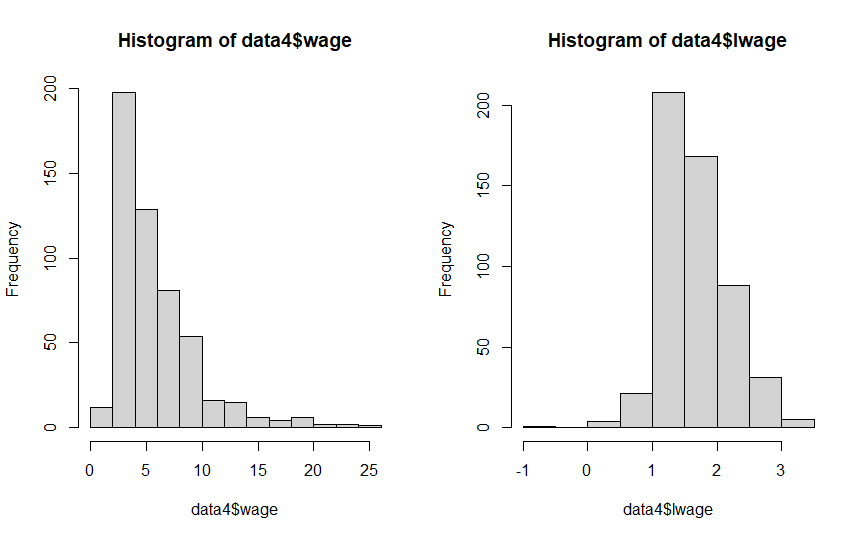 Histogram of data4$wage
Frequency
0
50
100
150
200
0 5 10 15 20 25
data4$wage
Histogram of data4$lwage
Frequency
0
50
100
150
200
-1 0 1 2 3
data4$lwage